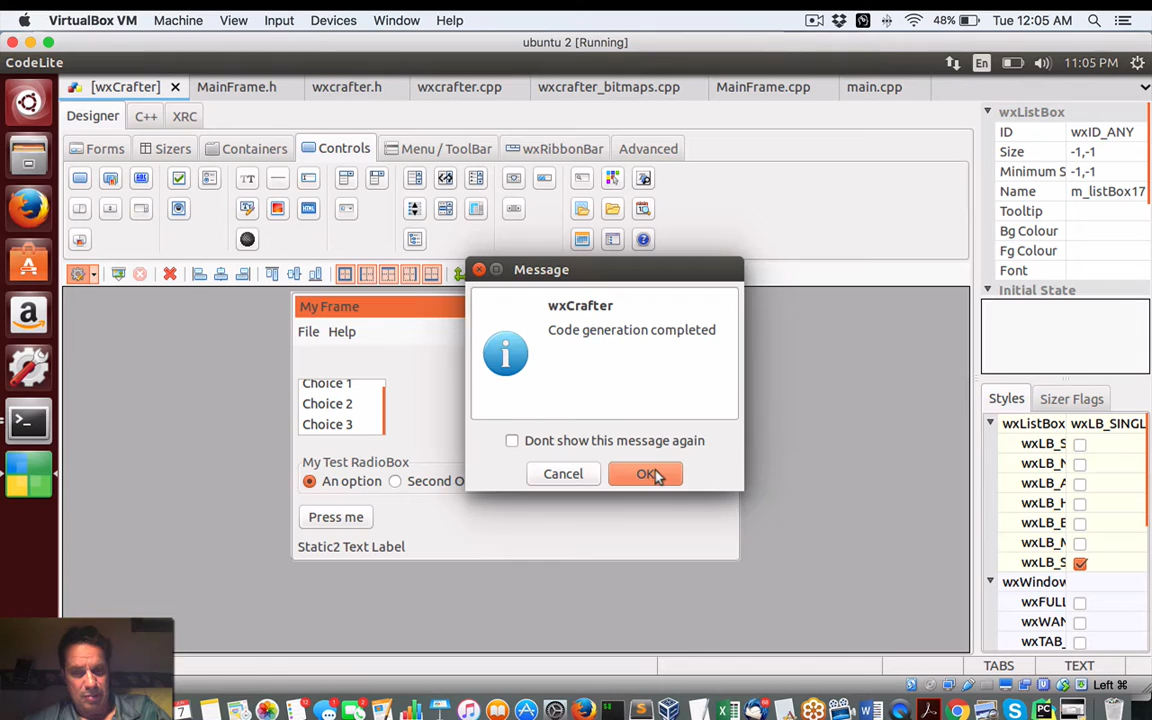 VirtualBox VM Machine View Input Devices Window Help
48% Tue 12:05 AM
ubuntu 2 [Running]
CodeLite
En 11:05 PM
[wxCrafter] MainFrame.h wxcrafter.h wxcrafter.cpp wxcrafter_bitmaps.cpp MainFrame.cpp main.cpp
Designer C++ XRC
Forms Sizers Containers Controls Menu / ToolBar wxRibbonBar Advanced
wxListBox
ID wxID_ANY
Size -1,-1
Minimum S -1,-1
Name m_listBox17
Tooltip
Bg Colour
Fg Colour
Font
Initial State
Message
wxCrafter
Code generation completed
Dont show this message again
Cancel OK
My Frame
File Help
Choice 1
Choice 2
Choice 3
My Test RadioBox
An option Second O
Press me
Static2 Text Label
Styles Sizer Flags
wxListBox wxLB_SINGL
wxLB_S
wxLB_N
wxLB_A
wxLB_H
wxLB_E
wxLB_N
wxLB_S
wxWindow
wxFULL
wxWAN
wxTAB_
TABS TEXT
Left ⌘